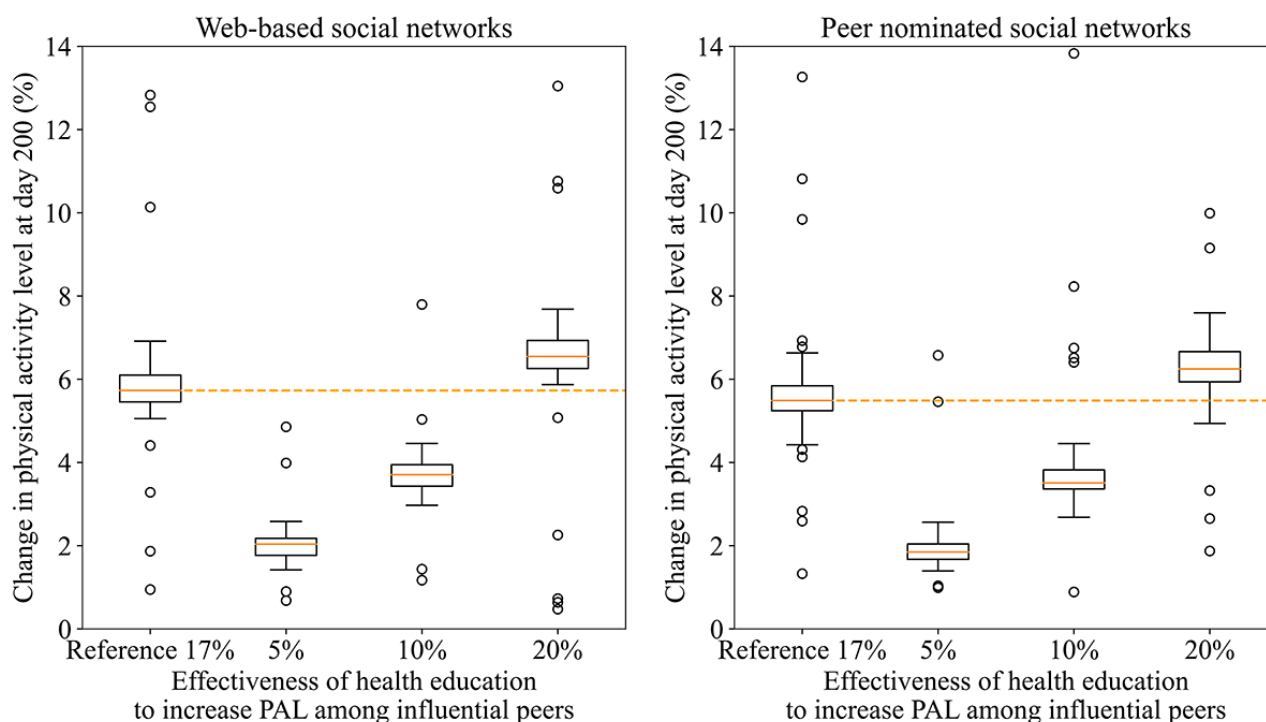 Web-based social networks
Change in physical activity level at day 200 (%)
14
12
10
8
6
4
2
0
Reference 17% 5% 10% 20%
Effectiveness of health education
to increase PAL among influential peers
Peer nominated social networks
Change in physical activity level at day 200 (%)
14
12
10
8
6
4
2
0
Reference 17% 5% 10% 20%
Effectiveness of health education
to increase PAL among influential peers